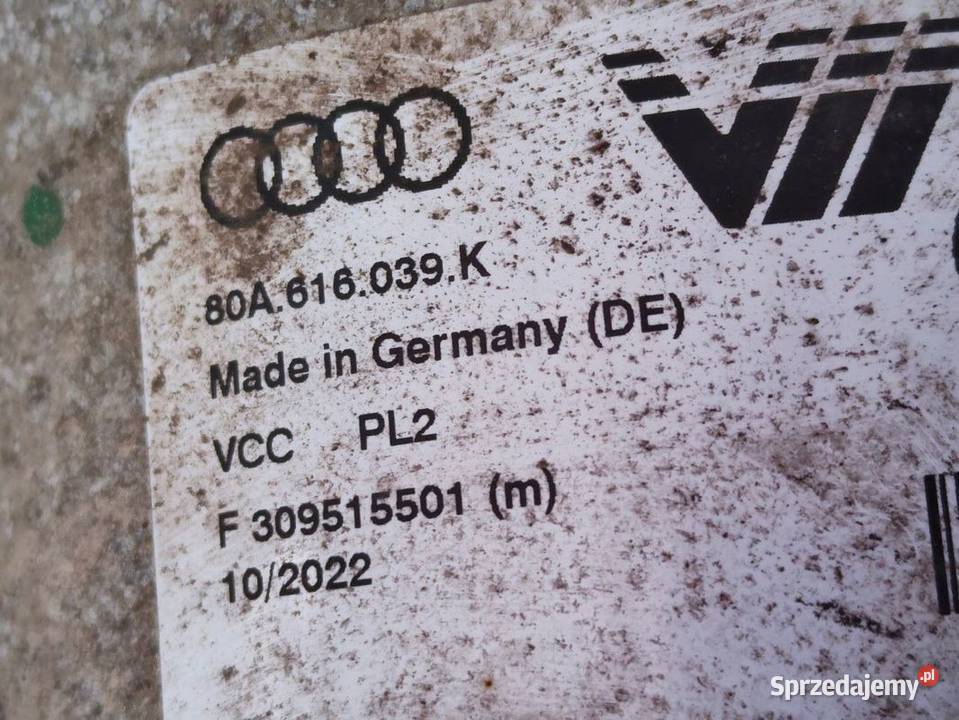 80A.616.039.K
Made in Germany (DE)
VCC PL2
F 309515501 (m)
10/2022
Sprzedajemy.pl